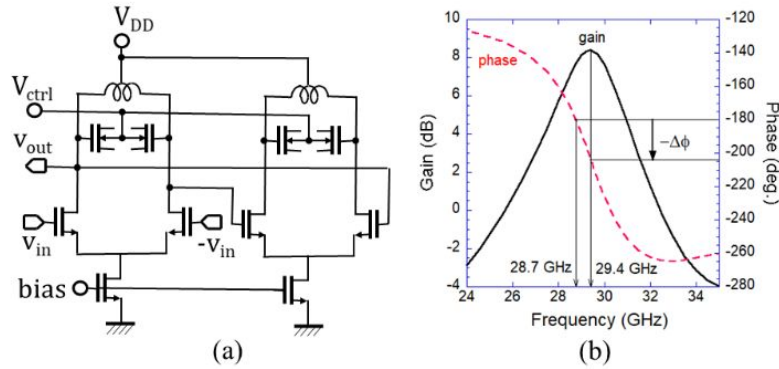 V_DD
V_ctrl
v_out
v_in
-v_in
bias
(a)
10
8
6
4
2
0
-2
-4
Gain (dB)
gain
phase
-Δϕ
28.7 GHz
29.4 GHz
24
26
28
30
32
34
Frequency (GHz)
-120
-140
-160
-180
-200
-220
-240
-260
-280
Phase (deg.)
(b)